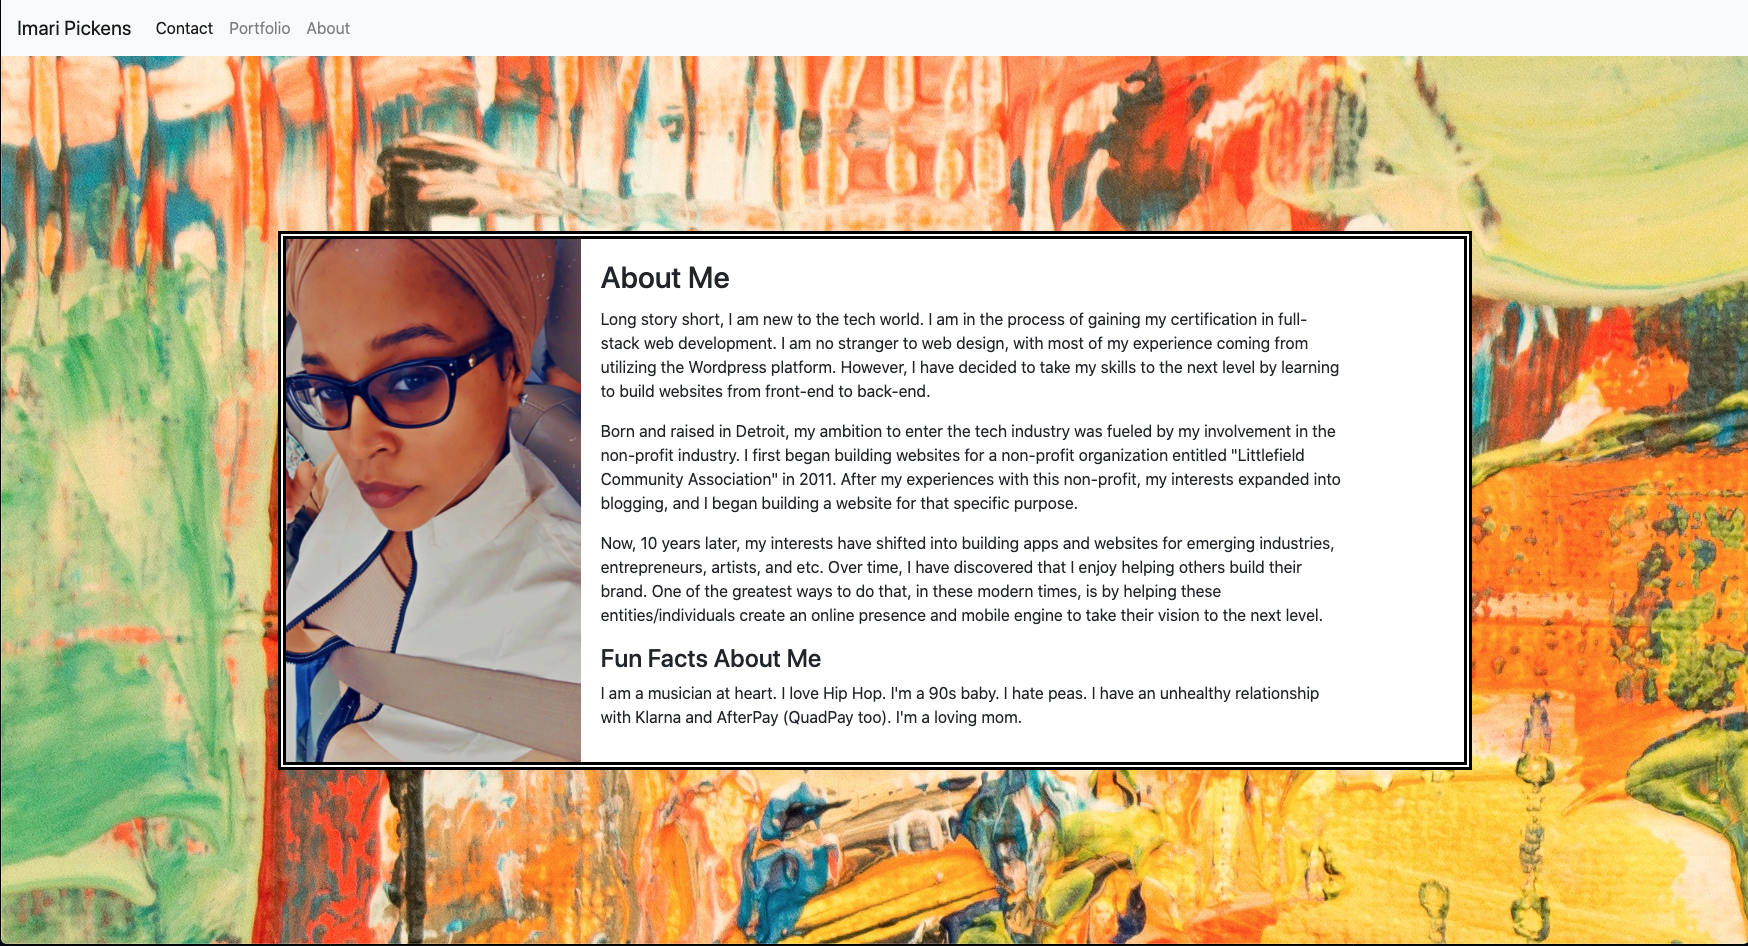 Imari Pickens Contact Portfolio About
About Me
Long story short, I am new to the tech world. I am in the process of gaining my certification in full-
stack web development. I am no stranger to web design, with most of my experience coming from
utilizing the Wordpress platform. However, I have decided to take my skills to the next level by learning
to build websites from front-end to back-end.
Born and raised in Detroit, my ambition to enter the tech industry was fueled by my involvement in the
non-profit industry. I first began building websites for a non-profit organization entitled "Littlefield
Community Association" in 2011. After my experiences with this non-profit, my interests expanded into
blogging, and I began building a website for that specific purpose.
Now, 10 years later, my interests have shifted into building apps and websites for emerging industries,
entrepreneurs, artists, and etc. Over time, I have discovered that I enjoy helping others build their
brand. One of the greatest ways to do that, in these modern times, is by helping these
entities/individuals create an online presence and mobile engine to take their vision to the next level.
Fun Facts About Me
I am a musician at heart. I love Hip Hop. I'm a 90s baby. I hate peas. I have an unhealthy relationship
with Klarna and AfterPay (QuadPay too). I'm a loving mom.